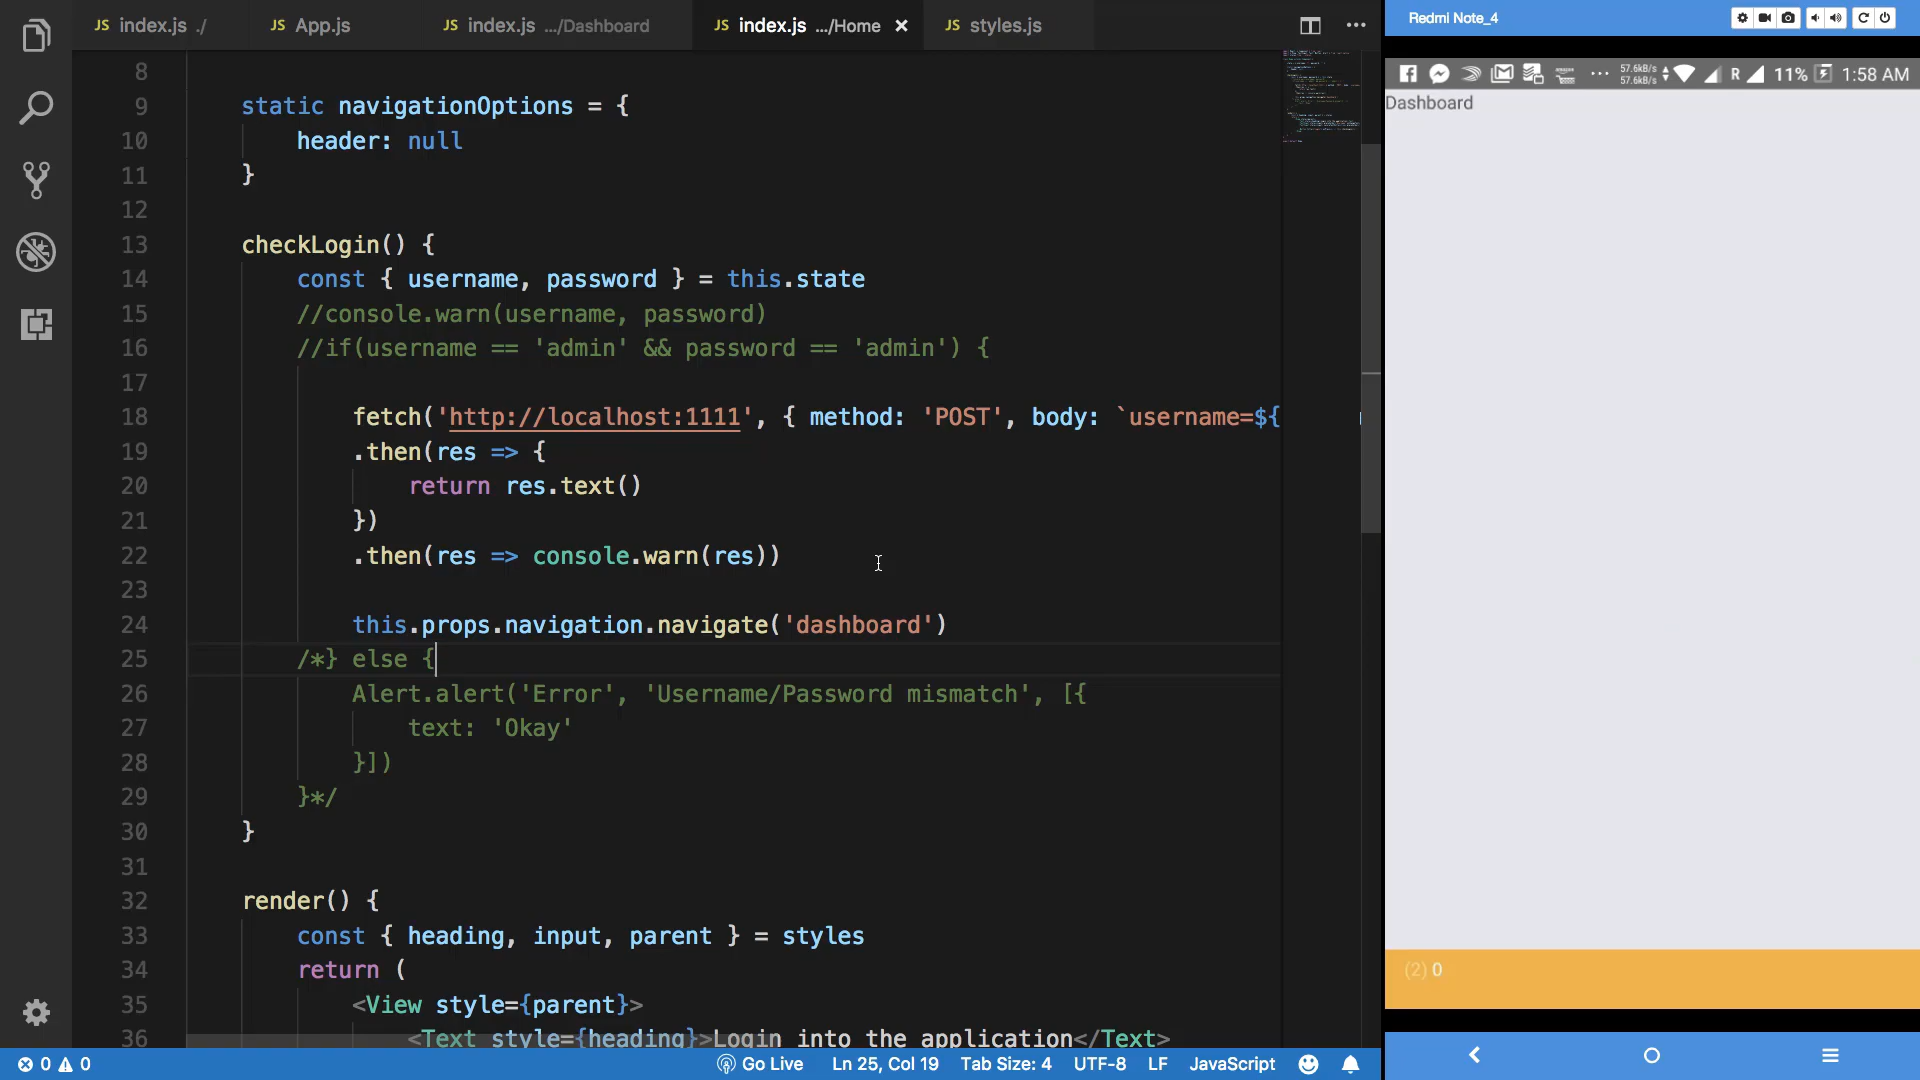 JS index.js ./
JS App.js
JS index.js .../Dashboard
JS index.js .../Home ×
JS styles.js
8
9 static navigationOptions = {
10 header: null
11 }
12
13 checkLogin() {
14 const { username, password } = this.state
15 //console.warn(username, password)
16 //if(username == 'admin' && password == 'admin') {
17
18 fetch('http://localhost:1111', { method: 'POST', body: `username=${
19 .then(res => {
20 return res.text()
21 })
22 .then(res => console.warn(res))
23
24 this.props.navigation.navigate('dashboard')
25 /*} else {
26 Alert.alert('Error', 'Username/Password mismatch', [{
27 text: 'Okay'
28 }])
29 }*/
30 }
31
32 render() {
33 const { heading, input, parent } = styles
34 return (
35 <View style={parent}>
36 <Text style={heading}>Login into the application</Text>
0 0 Go Live Ln 25, Col 19 Tab Size: 4 UTF-8 LF JavaScript
Redmi Note_4
57.6kB/s
57.6kB/s
R 11% 1:58 AM
Dashboard
(2) 0